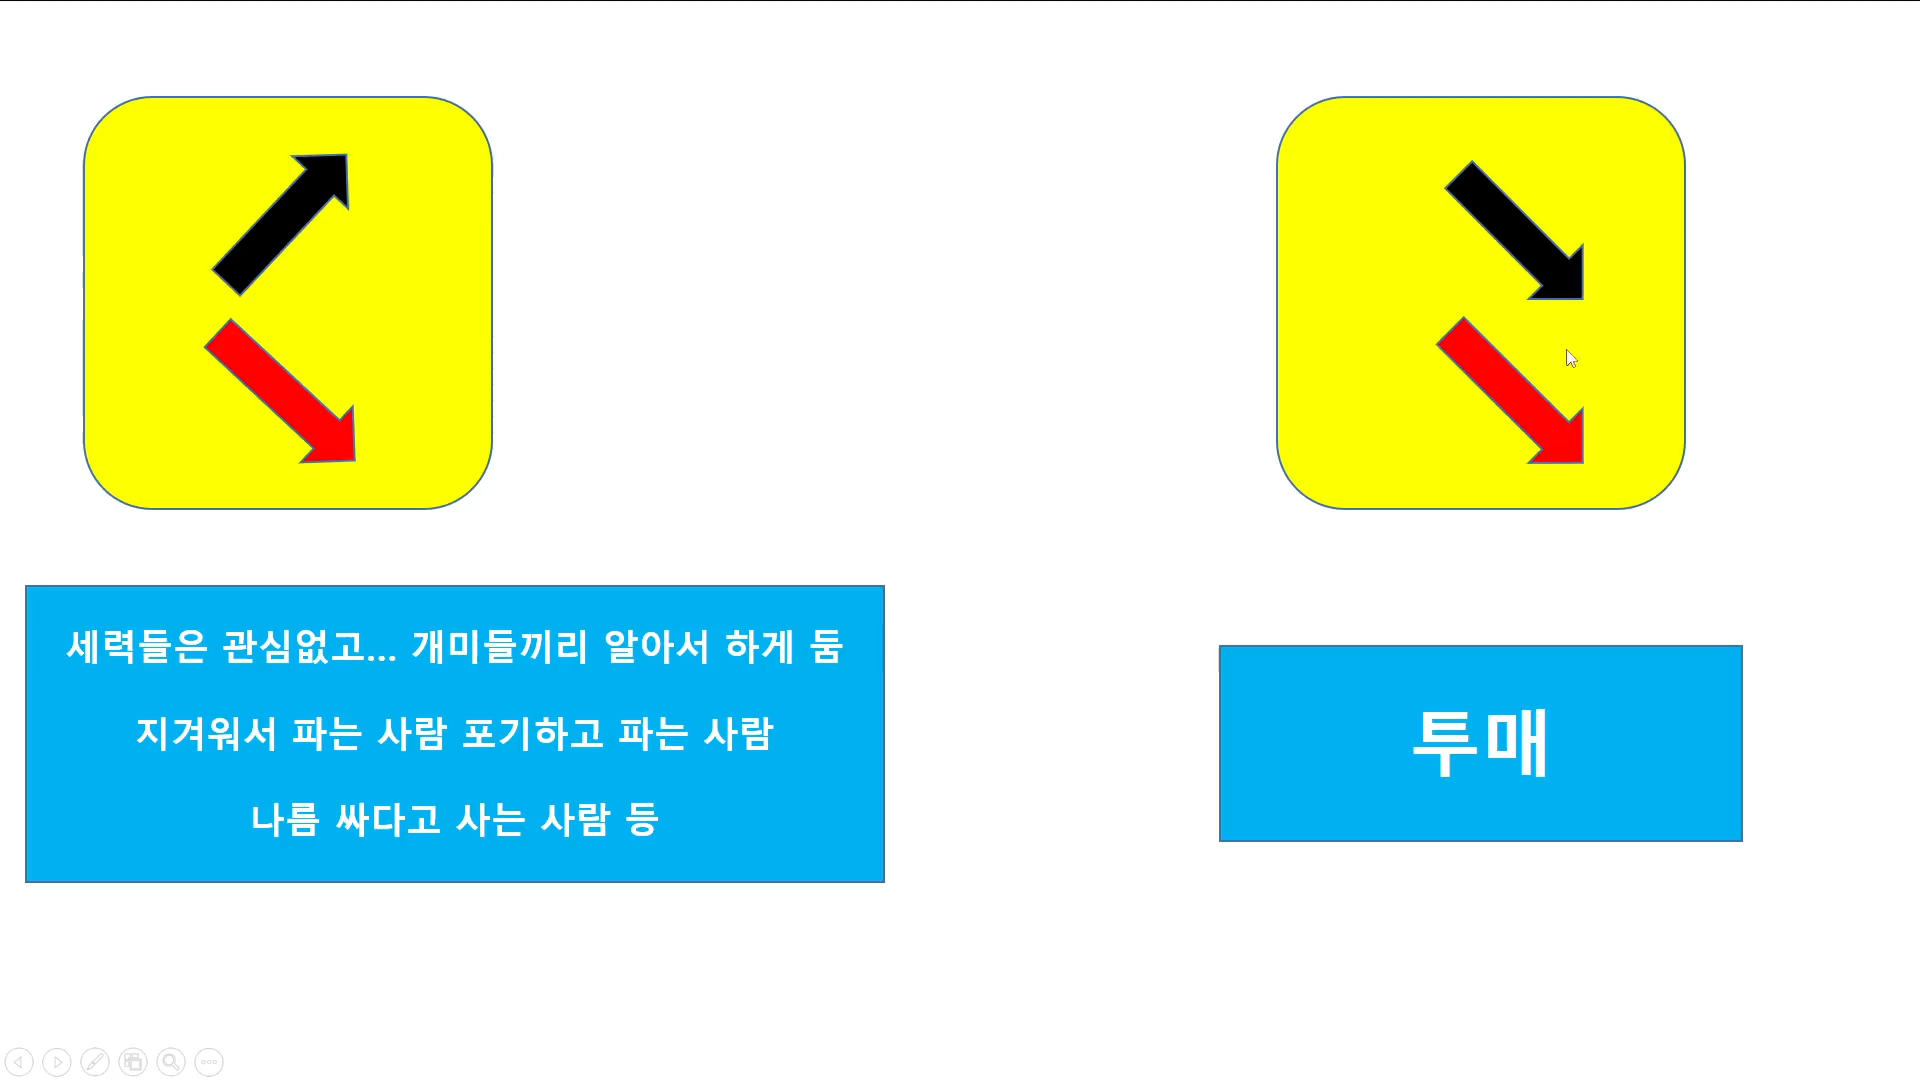 세력들은 관심없고... 개미들끼리 알아서 하게 둠
지겨워서 파는 사람 포기하고 파는 사람
나름 싸다고 사는 사람 등
투매